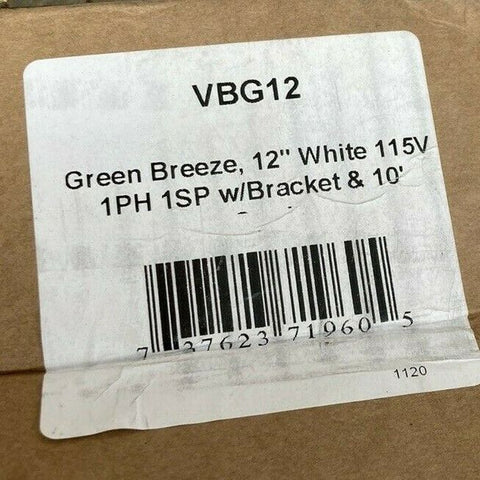 VBG12
Green Breeze, 12" White 115V
1PH 1SP w/Bracket & 10'
7 37623 71960 5
1120